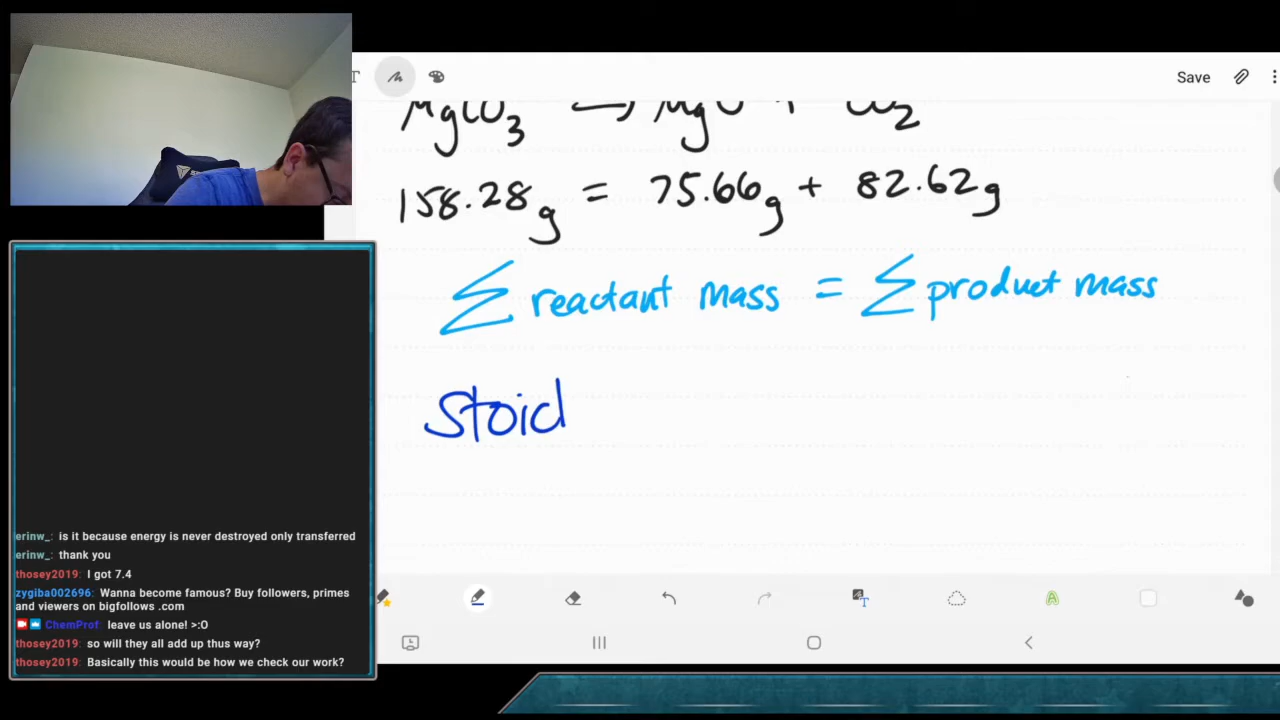 T
Save
MgCO3 → MgO + CO2
158.28g = 75.66g + 82.62g
∑ reactant mass = ∑ product mass
Stoic
erinw_: is it because energy is never destroyed only transferred
erinw_: thank you
thosey2019: I got 7.4
zygiba002696: Wanna become famous? Buy followers, primes
and viewers on bigfollows .com
ChemProf: leave us alone! >:O
thosey2019: so will they all add up thus way?
thosey2019: Basically this would be how we check our work?
T
A